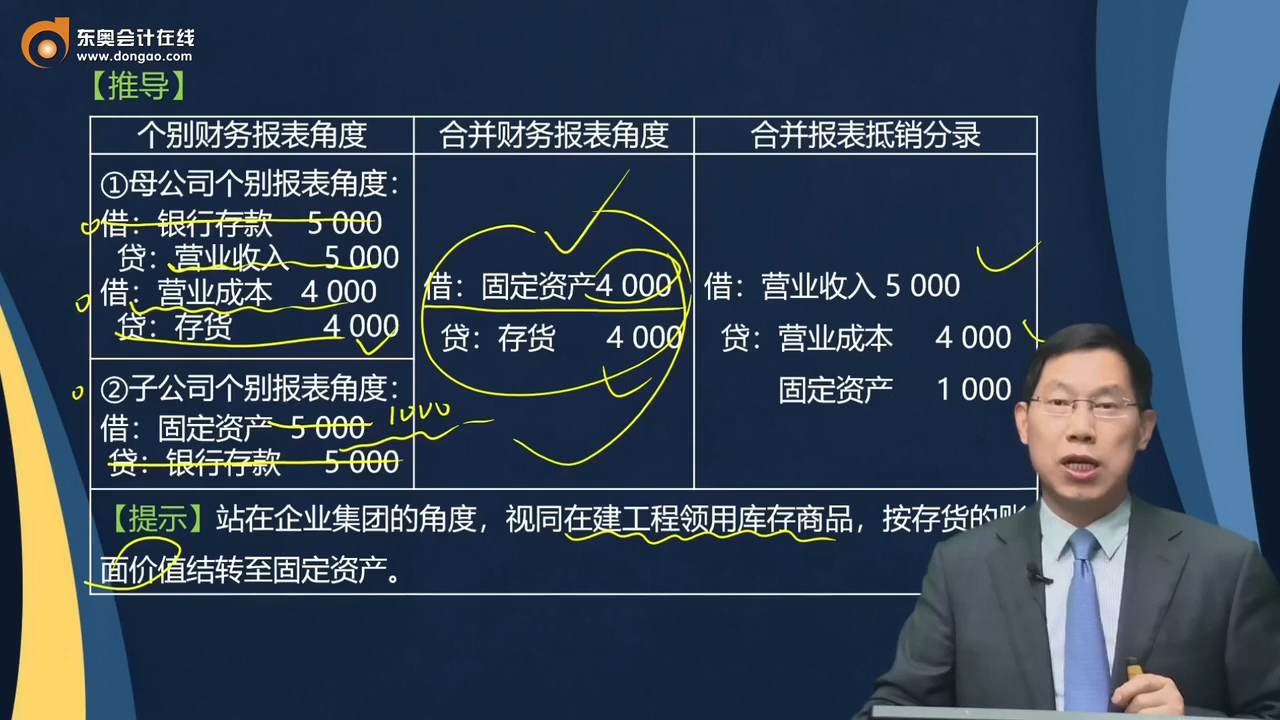 东奥会计在线
www.dongao.com
【推导】
个别财务报表角度 合并财务报表角度 合并报表抵销分录
①母公司个别报表角度：
借：银行存款 5 000
贷：营业收入 5 000
借：营业成本 4 000
贷：存货 4 000
②子公司个别报表角度：
借：固定资产 5 000
1000
贷：银行存款 5 000
借：固定资产4 000
贷：存货 4 000
借：营业收入 5 000
贷：营业成本 4 000
固定资产 1 000
【提示】站在企业集团的角度，视同在建工程领用库存商品，按存货的账
面价值结转至固定资产。